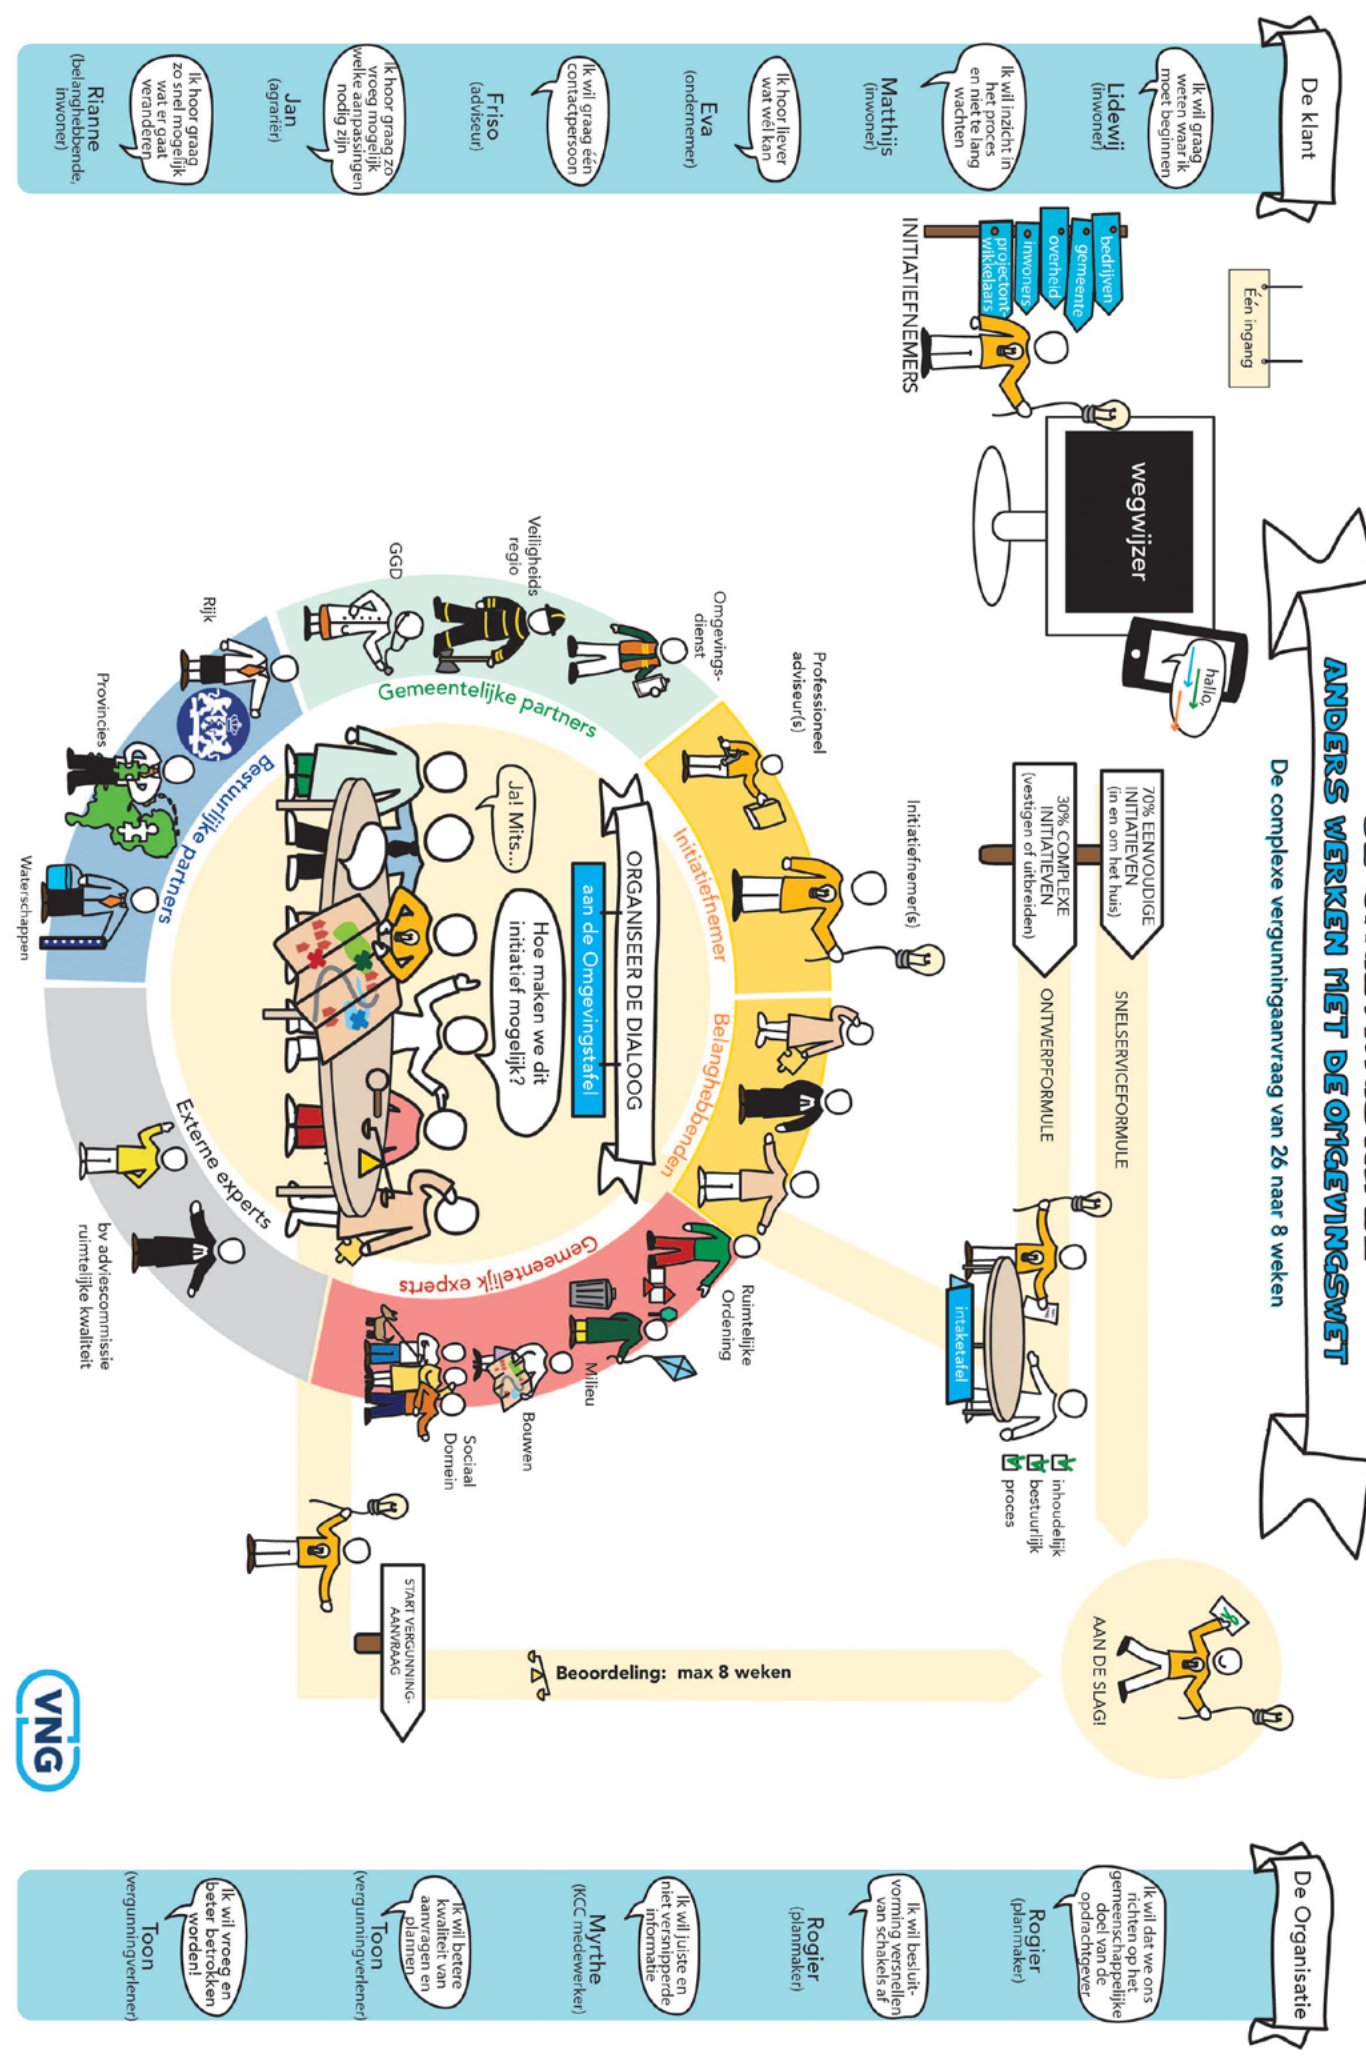 ANDERS WERKEN MET DE OMGEVINGSWET
De complexe vergunningaanvraag van 26 naar 8 weken
De klant
Ik wil graag
weten waar ik
moet beginnen
Lidewij
(inwoner)
Ik wil inzicht in
het proces
en niet te lang
wachten
Matthijs
(inwoner)
Ik hoor liever
wat wél kan
Eva
(ondernemer)
Ik wil graag één
contactpersoon
Friso
(adviseur)
Ik hoor graag zo
vroeg mogelijk
welke aanpassingen
nodig zijn
Jan
(agrariër)
Ik hoor graag
zo snel mogelijk
wat er gaat
veranderen
Rianne
(belanghebbende,
inwoner)
Één ingang
bedrijven
gemeente
overheid
inwoners
projectont-
wikkelaars
INITIATIEFNEMERS
wegwijzer
hallo,
70% EENVOUDIGE
INITIATIEVEN
(in en om het huis)
30% COMPLEXE
INITIATIEVEN
(vestigen of uitbreiden)
SNELSERVICEFORMULE
ONTWERPFORMULE
intaketafel
inhoudelijk
bestuurlijk
proces
AAN DE SLAG!
Professioneel
adviseur(s)
Initiatiefnemer(s)
Omgevings-
dienst
Veiligheids
regio
GGD
Rijk
Provincies
Waterschappen
Gemeentelijke partners
Bestuurlijke partners
Initiatiefnemer
Belanghebbenden
Gemeentelijk experts
Externe experts
ORGANISEER DE DIALOOG
aan de Omgevingstafel
Ja! Mits...
Hoe maken we dit
initiatief mogelijk?
Ruimtelijke
Ordening
Milieu
Bouwen
Sociaal
Domein
bv adviescommissie
ruimtelijke kwaliteit
START VERGUNNING-
AANVRAAG
Beoordeling: max 8 weken
VNG
De Organisatie
Ik wil dat we ons
richten op het
gemeenschappelijke
doel van de
opdrachtgever
Rogier
(planmaker)
Ik wil besluit-
vorming versnellen
van schakels af
Rogier
(planmaker)
Ik wil juiste en
niet versnipperde
informatie
Myrthe
(KCC medewerker)
Ik wil betere
kwaliteit van
aanvragen en
plannen
Toon
(vergunningverlener)
Ik wil vroeg en
beter betrokken
worden!
Toon
(vergunningverlener)